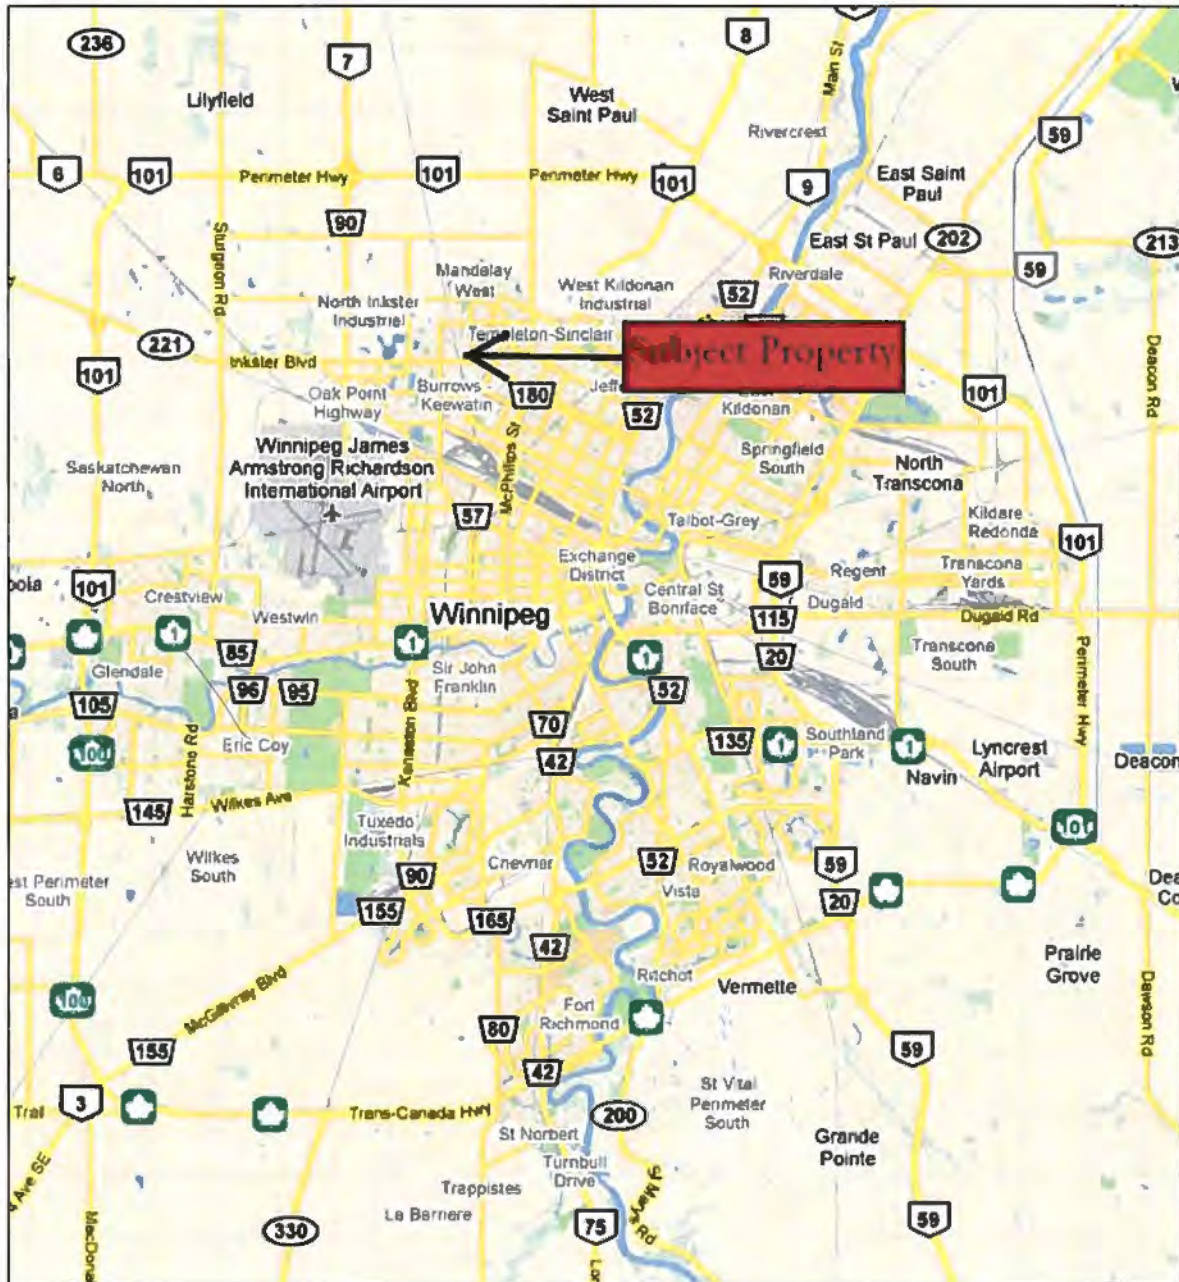 236
7
8
Main St
Lilyfield
West
Saint Paul
Rivercrest
59
6
101
Perimeter Hwy
101
Perimeter Hwy
101
9
East Saint
Paul
90
Sturgeon Rd
East St Paul
202
213
59
Mandalay
West
West Kildonan
Industrial
Riverdale
52
North Inkster
Industrial
Templeton-Sinclair
221
Inkster Blvd
Subject Property
Deacon Rd
101
Oak Point
Highway
Burrows
Keewatin
180
52
Kildonan
101
McPhillips St
Winnipeg James
Armstrong Richardson
International Airport
Springfield
South
North
Transcona
Saskatchewan
North
57
Talbot-Grey
Kildare
Redonda
101
Exchange
District
101
Crestview
Westwin
Central St
Boniface
59
Regent
Dugald
Transcona
Yards
Winnipeg
115
Dugald Rd
1
85
1
1
20
Transcona
South
Perimeter Hwy
Glendale
96
95
Sir John
Franklin
52
105
Harstone Rd
Eric Coy
Kenaston Blvd
70
135
1
Southland
Park
1
100
42
Navin
Lyncrest
Airport
Deacon
145
Wilkes Ave
Tuxedo
Industrials
Wilkes
South
Chevrier
52
Royalwood
59
est Perimeter
South
90
Vista
155
165
20
42
Prairie
Grove
Ritchot
Vermette
100
McGillivray Blvd
Fort
Richmond
Dawson Rd
80
155
59
42
3
Trail
Trans-Canada Hwy
200
St Vital
Perimeter
South
St Norbert
Grande
Pointe
Ave SE
Turnbull
Drive
St Marys Rd
Trappistes
La Barriere
330
75
59
MacDona
Lor